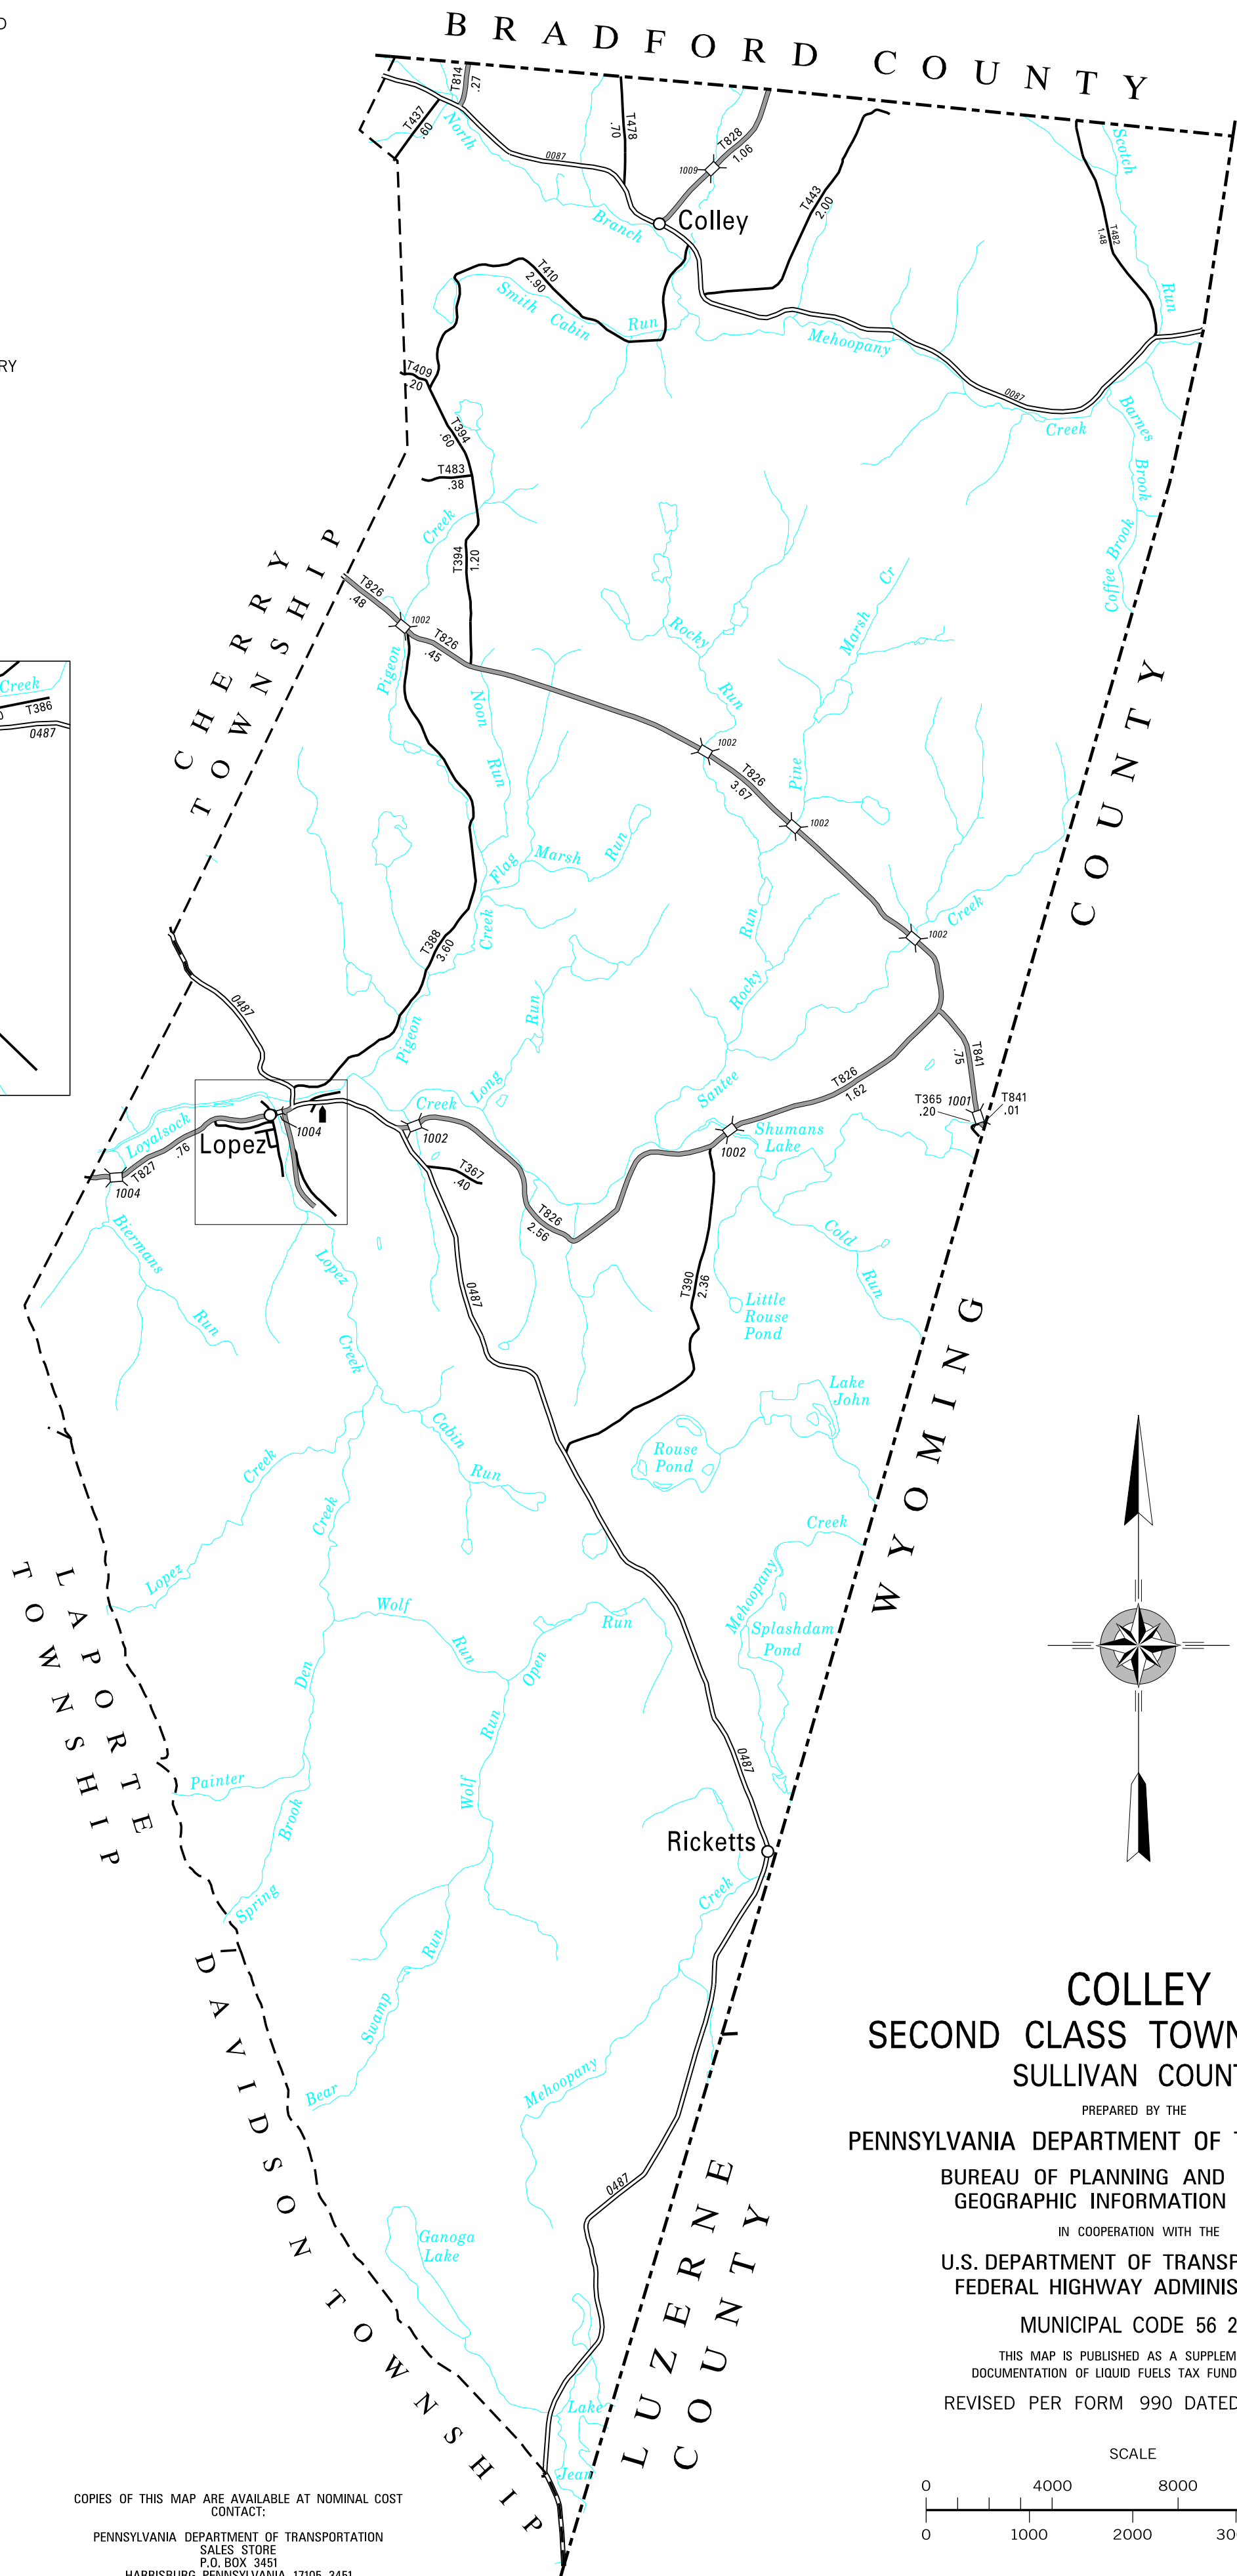 BRADFORD COUNTY
D
T814
.27
T437
.60
North
0087
T478
.70
T828
1.06
1009
T443
2.00
Scotch
T482
1.48
Run
Branch
Colley
T410
2.90
Smith Cabin Run
Mehoopany
0087
Creek
Barnes
Brook
Coffee Brook
RY
T409
.20
T394
.60
T483
.38
Creek
T394
1.20
CHERRY
TOWNSHIP
T826
.48
1002
T826
.45
Pigeon
Noon
Run
Rocky
Run
Marsh Cr
Pine
1002
T826
3.67
1002
Creek
T386
0487
COUNTY
Flag
Marsh
Run
Creek
T388
3.60
Run
Rocky
Creek
1002
0487
Pigeon
Run
Long
Creek
Santee
T826
1.62
T841
.75
T365
.20
1001
T841
.01
Shumans
Lake
1002
Loyalsock
Lopez
1004
T827
.76
1004
1002
T367
.40
T826
2.56
Cold
Run
Biermans
Run
Lopez
Creek
0487
T390
2.36
Little
Rouse
Pond
WYOMING
Lake
John
Rouse
Pond
Cabin
Run
Creek
Lopez
Creek
Creek
Mehoopany
Splashdam
Pond
LAPORTE
TOWNSHIP
Wolf
Run
Open
Run
Den
Run
Wolf
0487
Painter
Brook
Spring
Ricketts
Creek
Run
Swamp
Bear
Mehoopany
DAVIDSON TOWNSHIP
0487
LUZERNE
COUNTY
Ganoga
Lake
Lake
Jean
COLLEY
SECOND CLASS TOWN
SULLIVAN COUNT
PREPARED BY THE
PENNSYLVANIA DEPARTMENT OF T
BUREAU OF PLANNING AND
GEOGRAPHIC INFORMATION
IN COOPERATION WITH THE
U.S. DEPARTMENT OF TRANSP
FEDERAL HIGHWAY ADMINIS
MUNICIPAL CODE 56 2
THIS MAP IS PUBLISHED AS A SUPPLEM
DOCUMENTATION OF LIQUID FUELS TAX FUND
REVISED PER FORM 990 DATED
SCALE
0 4000 8000
0 1000 2000 30
COPIES OF THIS MAP ARE AVAILABLE AT NOMINAL COST
CONTACT:
PENNSYLVANIA DEPARTMENT OF TRANSPORTATION
SALES STORE
P.O. BOX 3451
HARRISBURG, PENNSYLVANIA 17105-3451